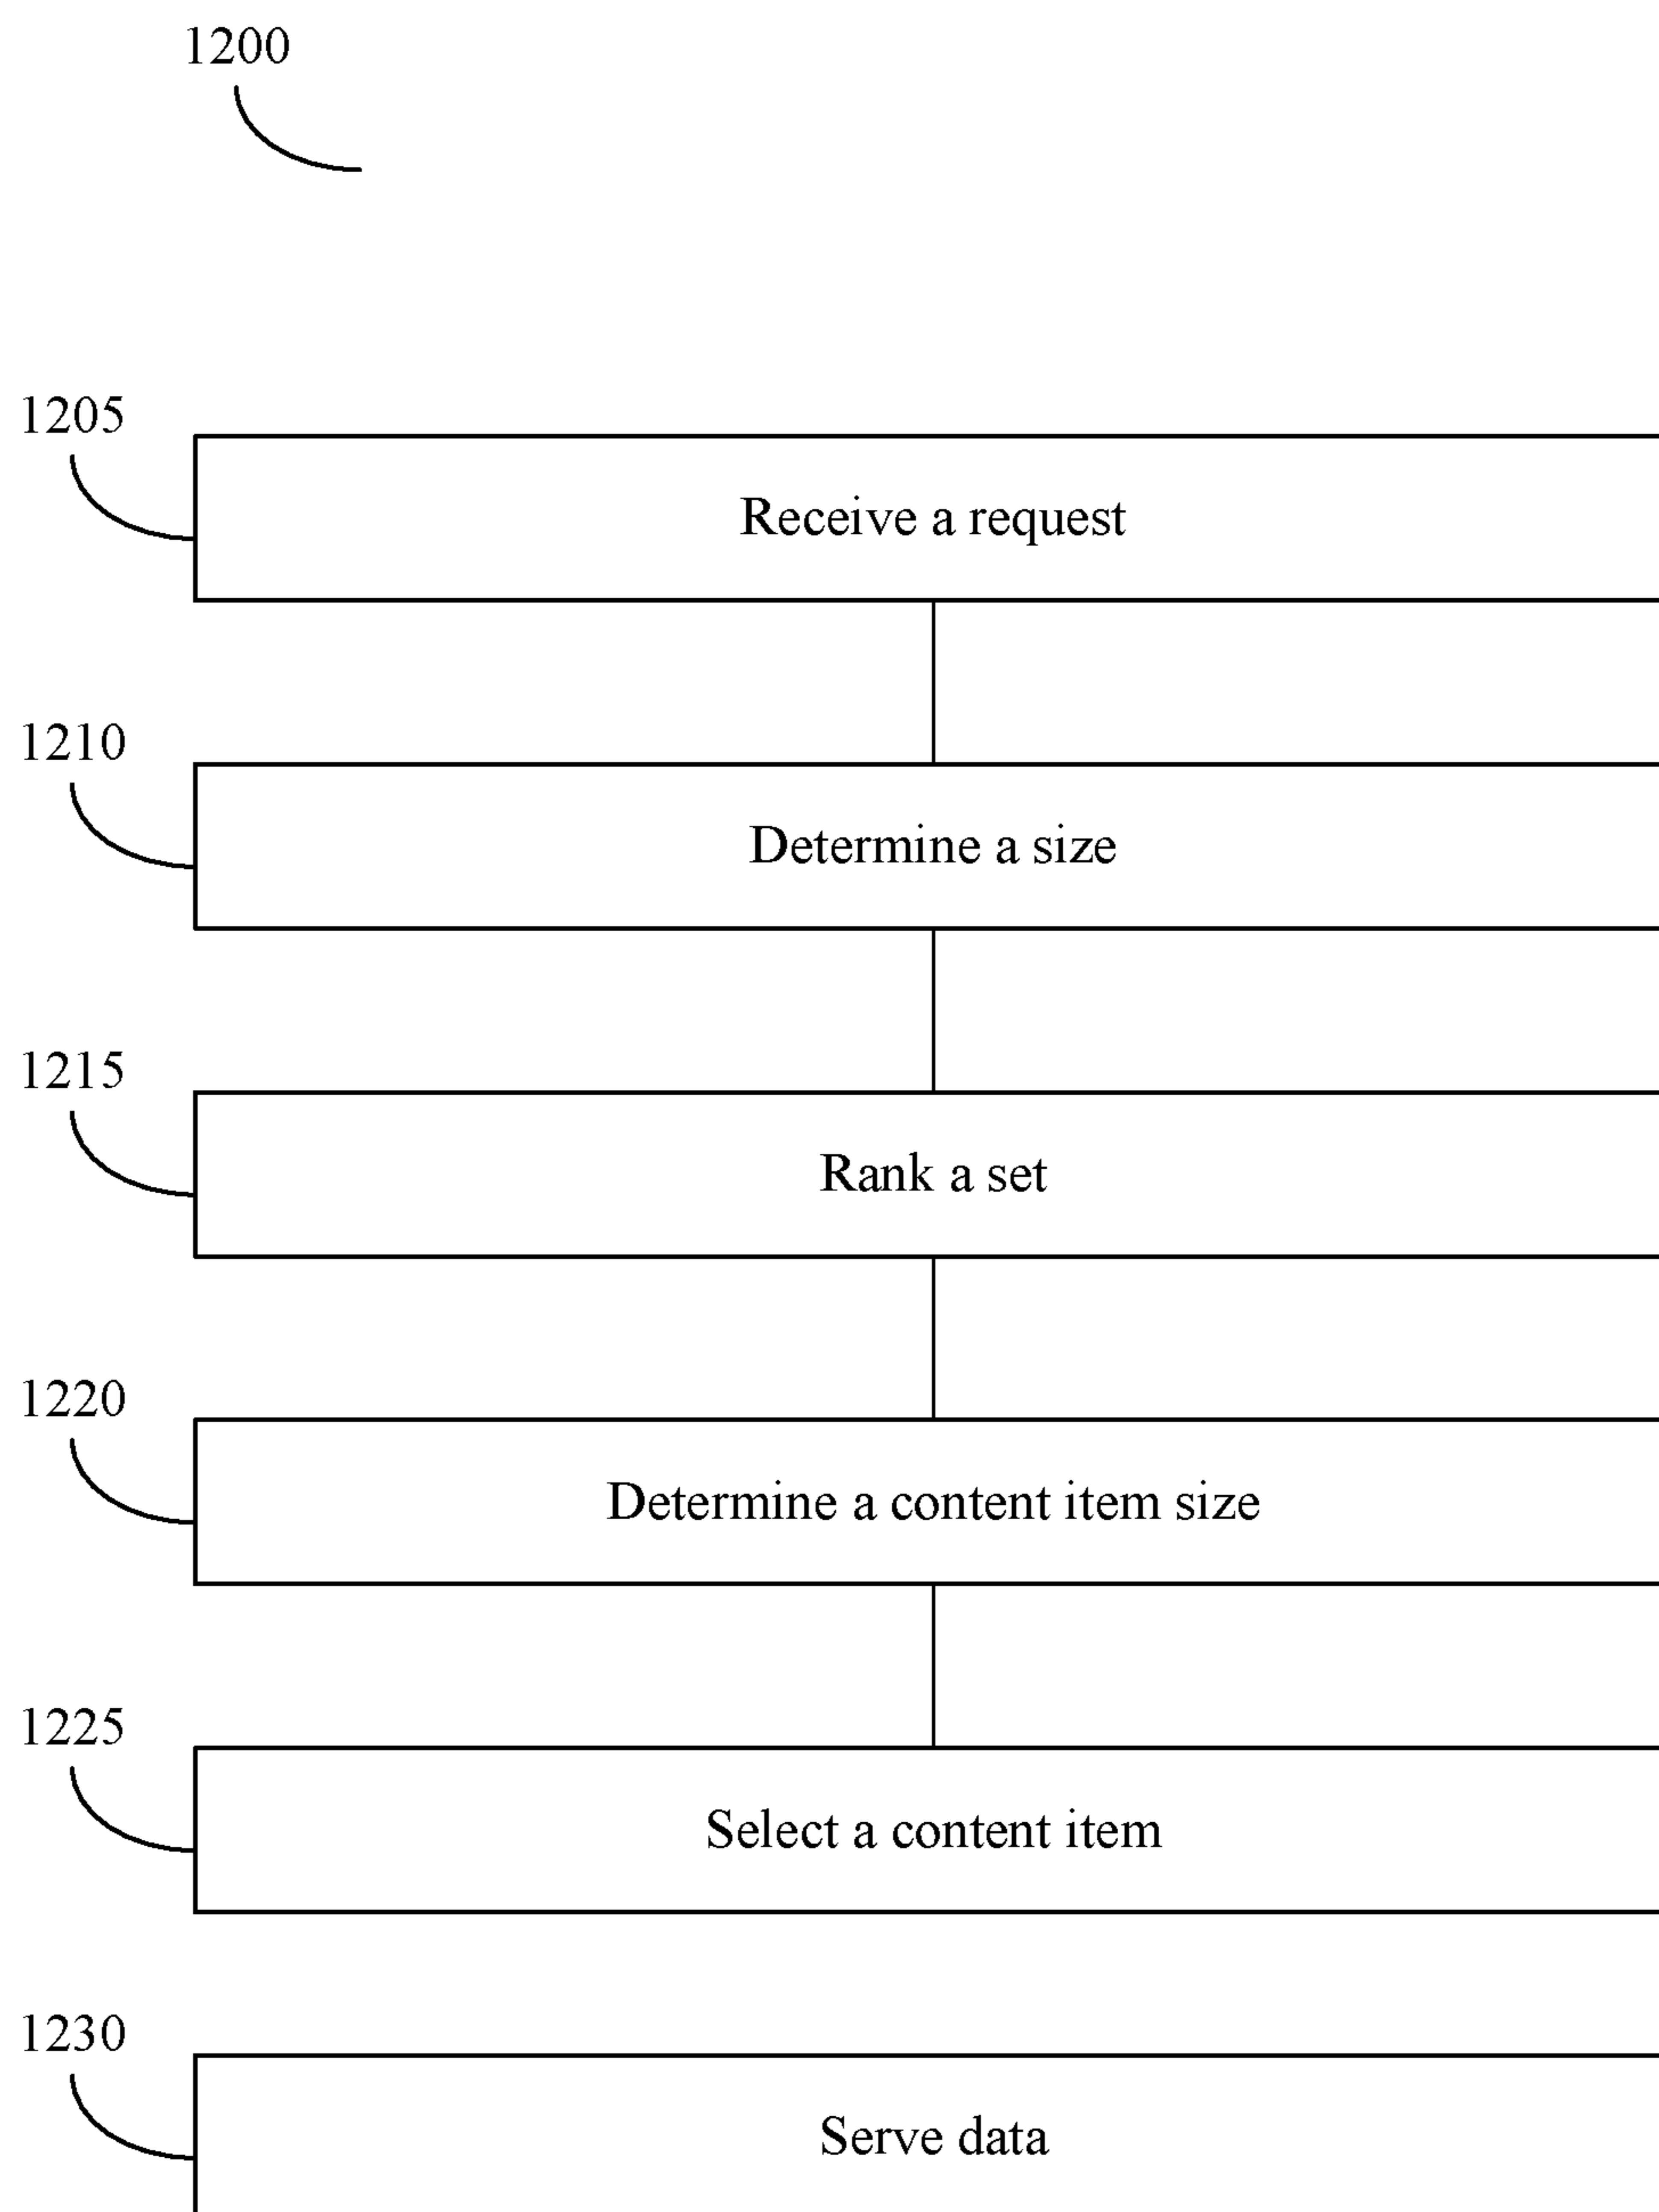 1200
1205
Receive a request
1210
Determine a size
1215
Rank a set
1220
Determine a content item size
1225
Select a content item
1230
Serve data